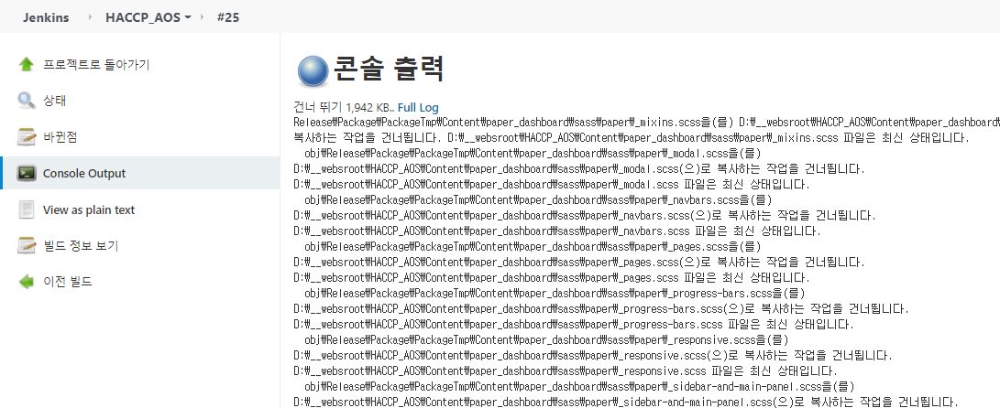 Jenkins › HACCP_AOS › #25
프로젝트로 돌아가기
상태
바뀐점
Console Output
View as plain text
빌드 정보 보기
이전 빌드
콘솔 출력
건너 뛰기 1,942 KB.. Full Log
Release₩Package₩PackageTmp₩Content₩paper_dashboard₩sass₩paper₩_mixins.scss을(를) D:₩__websroot₩HACCP_AOS₩Content₩paper_dashboard₩
복사하는 작업을 건너뜁니다. D:₩__websroot₩HACCP_AOS₩Content₩paper_dashboard₩sass₩paper₩_mixins.scss 파일은 최신 상태입니다.
obj₩Release₩Package₩PackageTmp₩Content₩paper_dashboard₩sass₩paper₩_modal.scss을(를)
D:₩__websroot₩HACCP_AOS₩Content₩paper_dashboard₩sass₩paper₩_modal.scss(으)로 복사하는 작업을 건너뜁니다.
D:₩__websroot₩HACCP_AOS₩Content₩paper_dashboard₩sass₩paper₩_modal.scss 파일은 최신 상태입니다.
obj₩Release₩Package₩PackageTmp₩Content₩paper_dashboard₩sass₩paper₩_navbars.scss을(를)
D:₩__websroot₩HACCP_AOS₩Content₩paper_dashboard₩sass₩paper₩_navbars.scss(으)로 복사하는 작업을 건너뜁니다.
D:₩__websroot₩HACCP_AOS₩Content₩paper_dashboard₩sass₩paper₩_navbars.scss 파일은 최신 상태입니다.
obj₩Release₩Package₩PackageTmp₩Content₩paper_dashboard₩sass₩paper₩_pages.scss을(를)
D:₩__websroot₩HACCP_AOS₩Content₩paper_dashboard₩sass₩paper₩_pages.scss(으)로 복사하는 작업을 건너뜁니다.
D:₩__websroot₩HACCP_AOS₩Content₩paper_dashboard₩sass₩paper₩_pages.scss 파일은 최신 상태입니다.
obj₩Release₩Package₩PackageTmp₩Content₩paper_dashboard₩sass₩paper₩_progress-bars.scss을(를)
D:₩__websroot₩HACCP_AOS₩Content₩paper_dashboard₩sass₩paper₩_progress-bars.scss(으)로 복사하는 작업을 건너뜁니다.
D:₩__websroot₩HACCP_AOS₩Content₩paper_dashboard₩sass₩paper₩_progress-bars.scss 파일은 최신 상태입니다.
obj₩Release₩Package₩PackageTmp₩Content₩paper_dashboard₩sass₩paper₩_responsive.scss을(를)
D:₩__websroot₩HACCP_AOS₩Content₩paper_dashboard₩sass₩paper₩_responsive.scss(으)로 복사하는 작업을 건너뜁니다.
D:₩__websroot₩HACCP_AOS₩Content₩paper_dashboard₩sass₩paper₩_responsive.scss 파일은 최신 상태입니다.
obj₩Release₩Package₩PackageTmp₩Content₩paper_dashboard₩sass₩paper₩_sidebar-and-main-panel.scss을(를)
D:₩__websroot₩HACCP_AOS₩Content₩paper_dashboard₩sass₩paper₩_sidebar-and-main-panel.scss(으)로 복사하는 작업을 건너뜁니다.